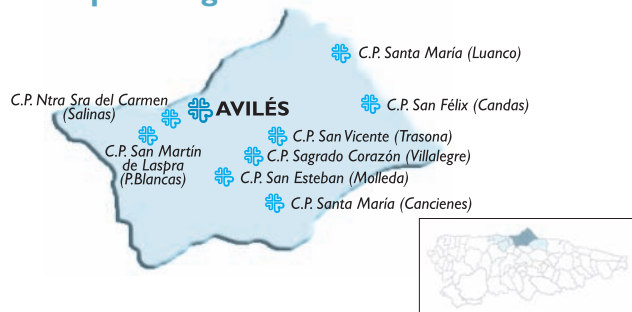 C.P. Santa María (Luanco)
C.P. Ntra Sra del Carmen
(Salinas)
AVILÉS
C.P. San Félix (Candas)
C.P. San Vicente (Trasona)
C.P. San Martín
de Laspra
(P.Blancas)
C.P. Sagrado Corazón (Villalegre)
C.P. San Esteban (Molleda)
C.P. Santa María (Cancienes)